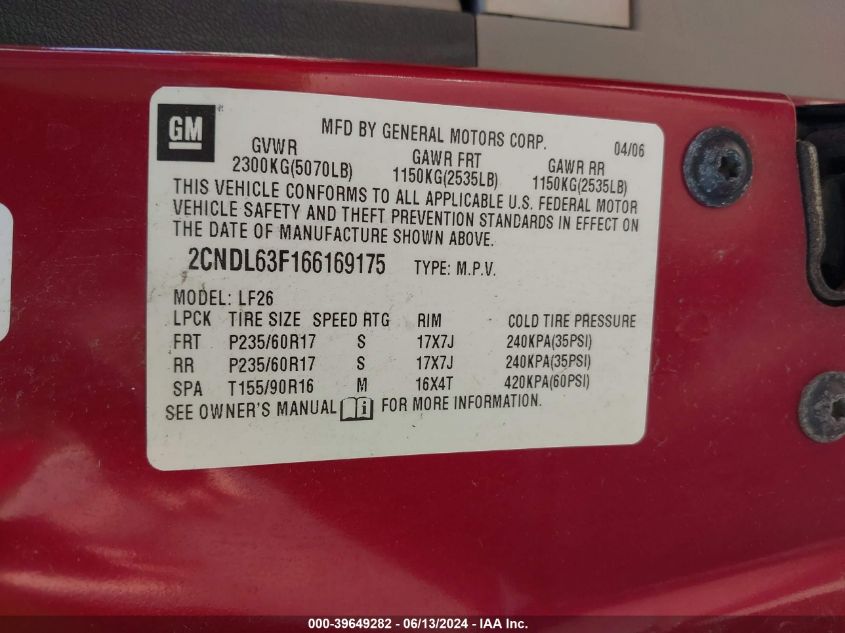 GM
MFD BY GENERAL MOTORS CORP. 04/06
GVWR GAWR FRT GAWR RR
2300KG(5070LB) 1150KG(2535LB) 1150KG(2535LB)
THIS VEHICLE CONFORMS TO ALL APPLICABLE U.S. FEDERAL MOTOR
VEHICLE SAFETY AND THEFT PREVENTION STANDARDS IN EFFECT ON
THE DATE OF MANUFACTURE SHOWN ABOVE.
2CNDL63F166169175 TYPE: M.P.V.
MODEL: LF26
LPCK TIRE SIZE SPEED RTG RIM COLD TIRE PRESSURE
FRT P235/60R17 S 17X7J 240KPA(35PSI)
RR P235/60R17 S 17X7J 240KPA(35PSI)
SPA T155/90R16 M 16X4T 420KPA(60PSI)
SEE OWNER'S MANUAL i FOR MORE INFORMATION.
000-39649282 - 06/13/2024 - IAA Inc.